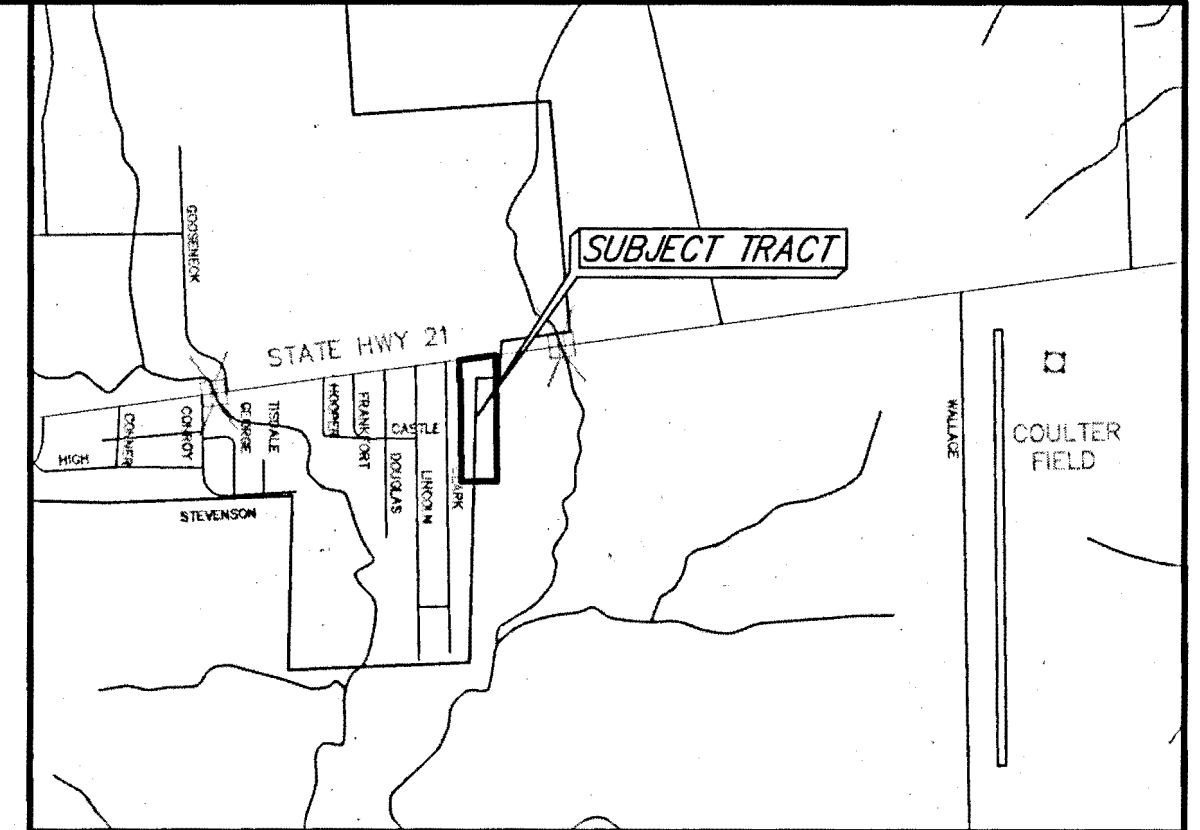 SUBJECT TRACT
GOOSENECK
STATE HWY 21
HOOPER
FRANKFORT
CASTLE
DOUGLAS
LINCOLN
TISDALE
GEORGE
CONROY
CONNER
HIGH
STEVENSON
WALLACE
COULTER
FIELD